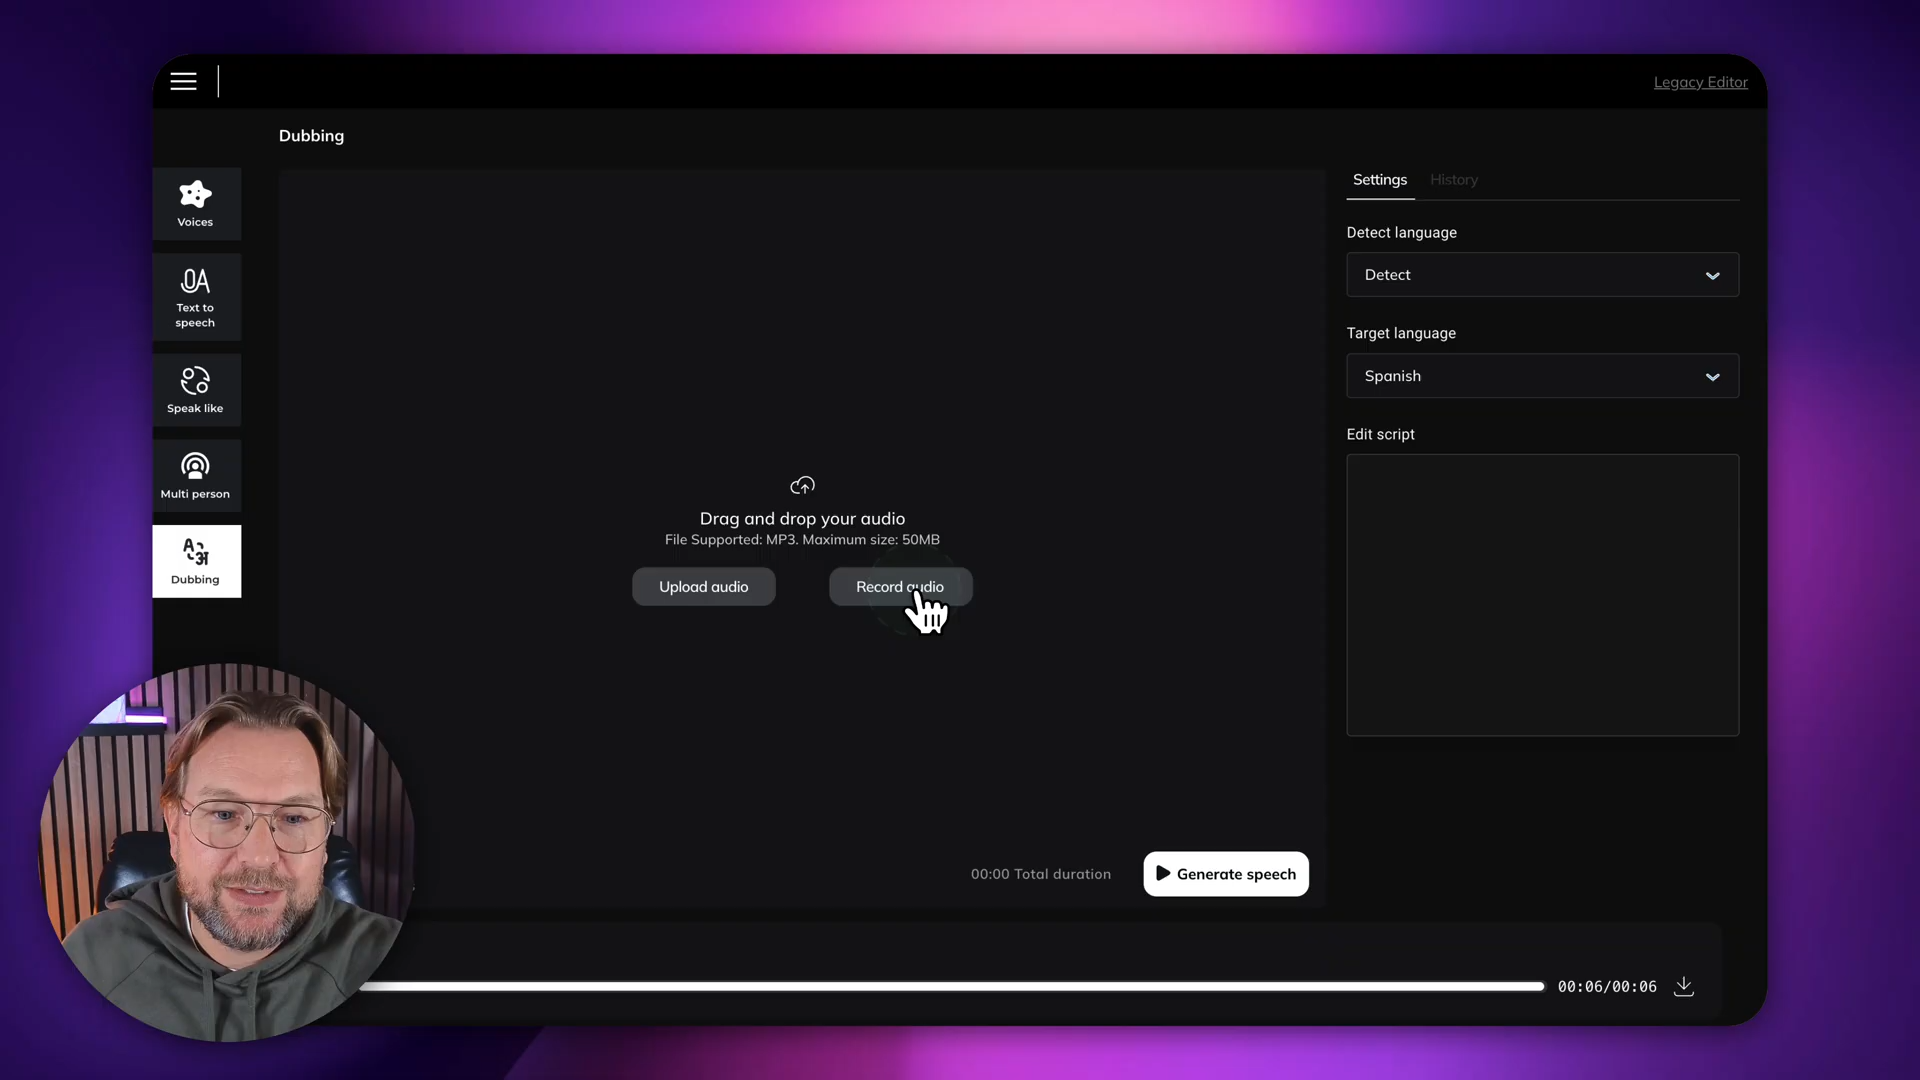 Legacy Editor
Dubbing
Voices
Text to
speech
Speak like
Multi person
Dubbing
Drag and drop your audio
File Supported: MP3. Maximum size: 50MB
Upload audio
Record audio
00:00 Total duration
Generate speech
Settings
History
Detect language
Detect
Target language
Spanish
Edit script
00:06/00:06